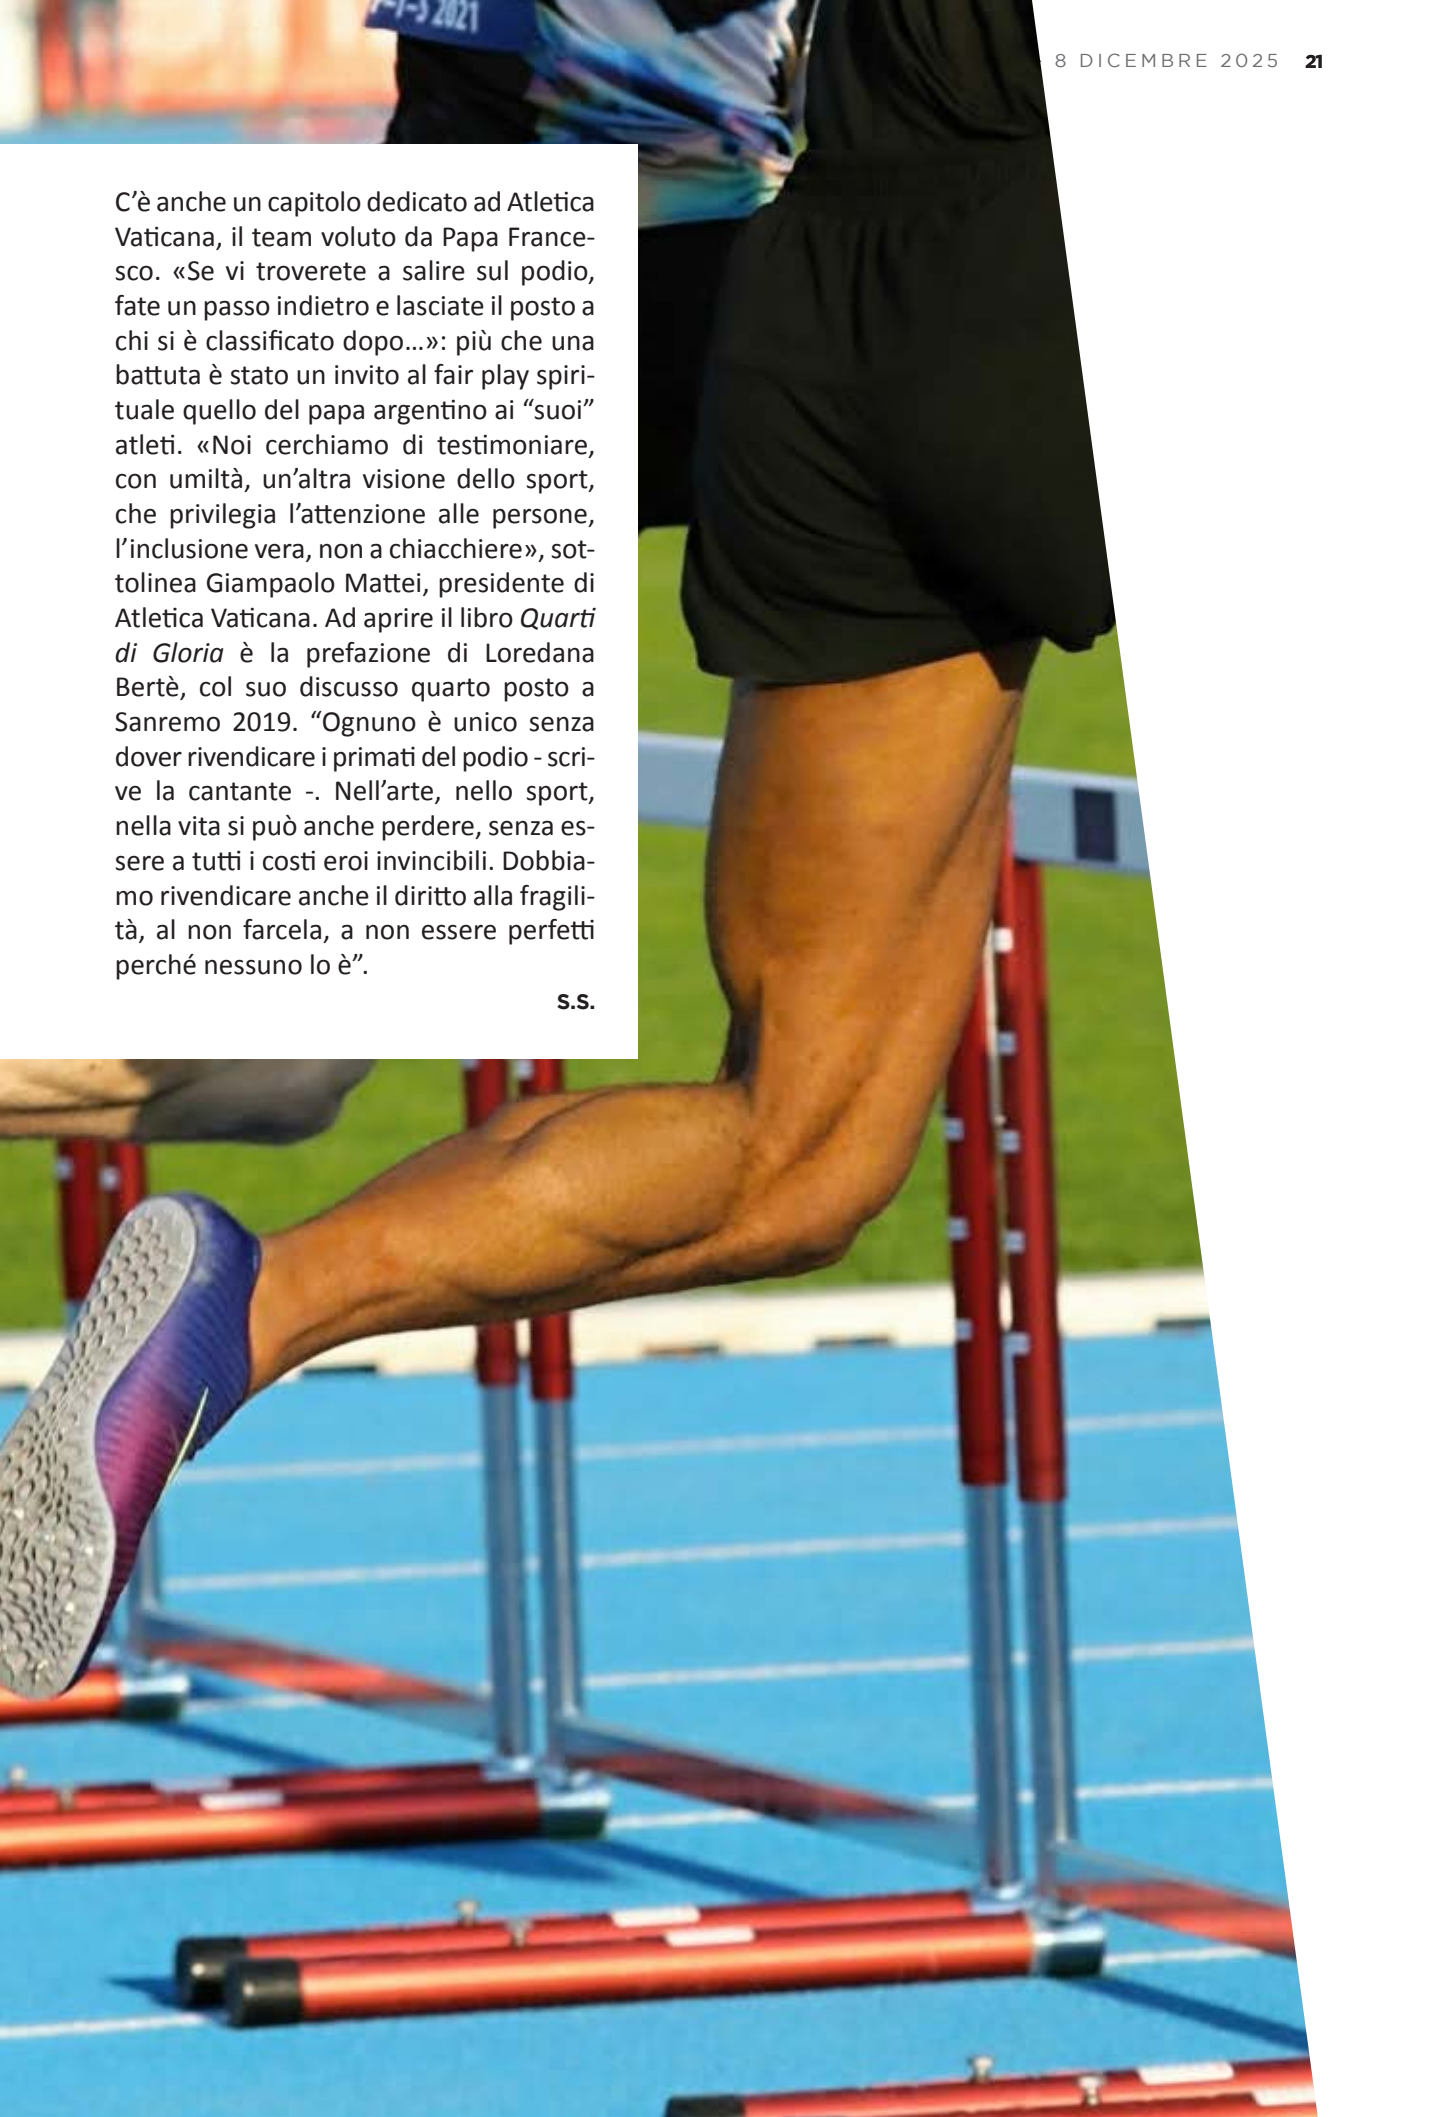 8 DICEMBRE 2025 21
C’è anche un capitolo dedicato ad Atletica
Vaticana, il team voluto da Papa France-
sco. «Se vi troverete a salire sul podio,
fate un passo indietro e lasciate il posto a
chi si è classificato dopo...»: più che una
battuta è stato un invito al fair play spiri-
tuale quello del papa argentino ai “suoi”
atleti. «Noi cerchiamo di testimoniare,
con umiltà, un’altra visione dello sport,
che privilegia l’attenzione alle persone,
l’inclusione vera, non a chiacchiere», sot-
tolinea Giampaolo Mattei, presidente di
Atletica Vaticana. Ad aprire il libro Quarti
di Gloria è la prefazione di Loredana
Bertè, col suo discusso quarto posto a
Sanremo 2019. “Ognuno è unico senza
dover rivendicare i primati del podio - scri-
ve la cantante -. Nell’arte, nello sport,
nella vita si può anche perdere, senza es-
sere a tutti i costi eroi invincibili. Dobbia-
mo rivendicare anche il diritto alla fragili-
tà, al non farcela, a non essere perfetti
perché nessuno lo è”.
S.S.
2021